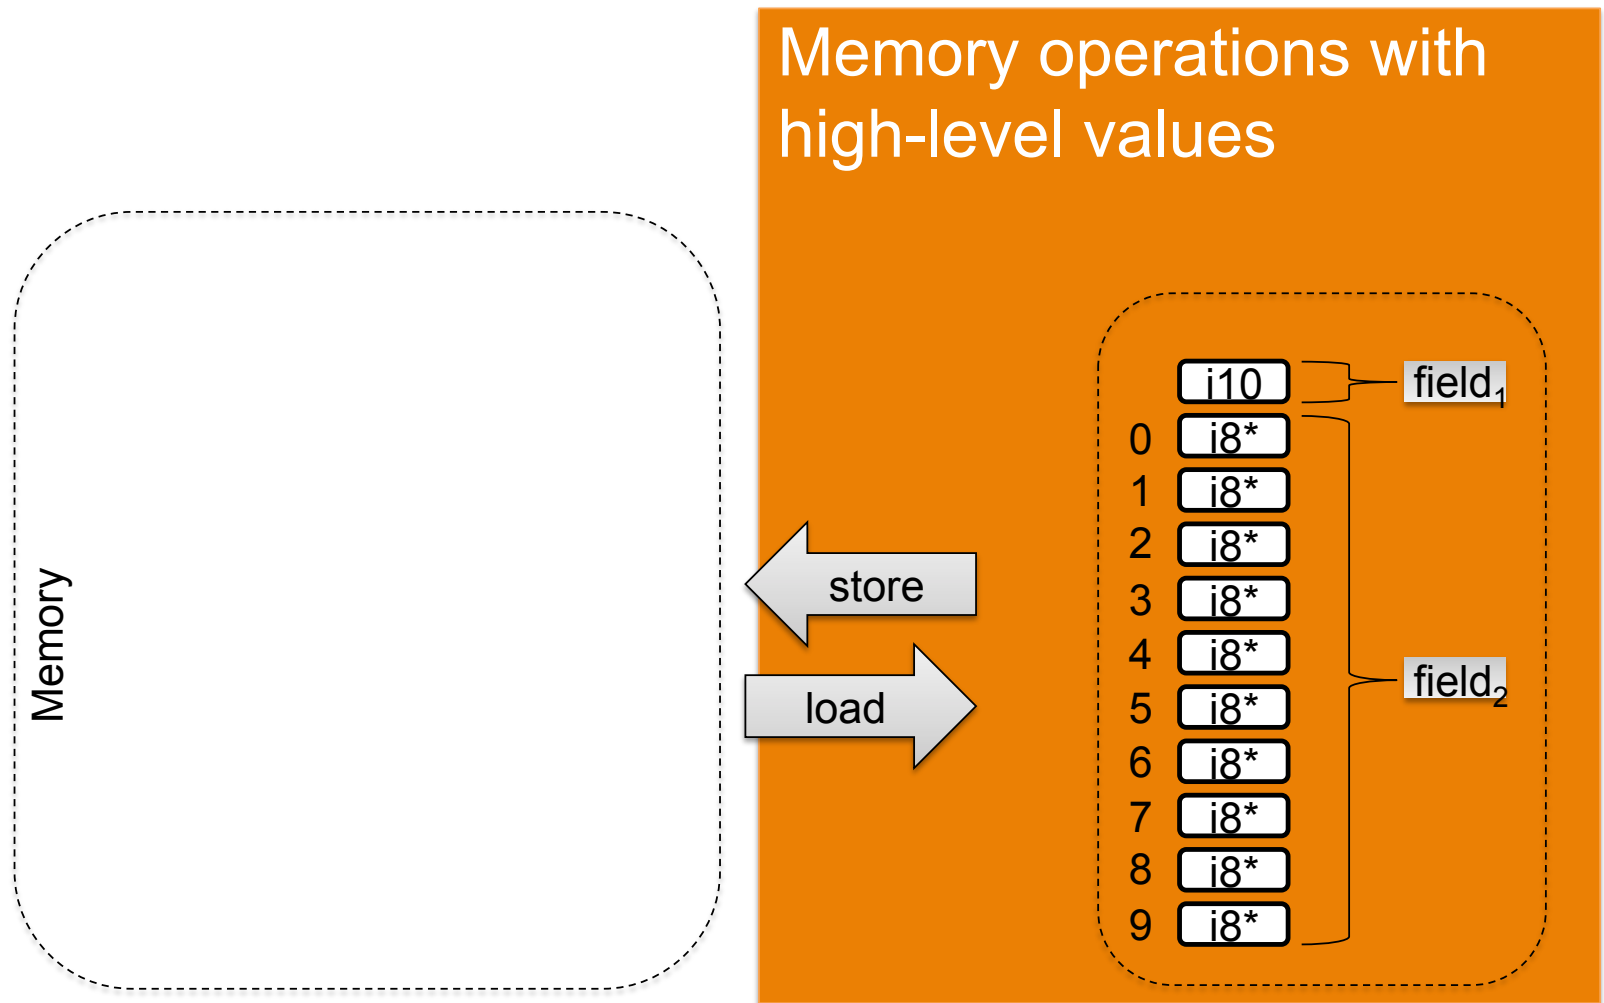 Memory operations with
high-level values
Memory
store
load
i10
field1
0 i8*
1 i8*
2 i8*
3 i8*
4 i8*
5 i8*
field2
6 i8*
7 i8*
8 i8*
9 i8*